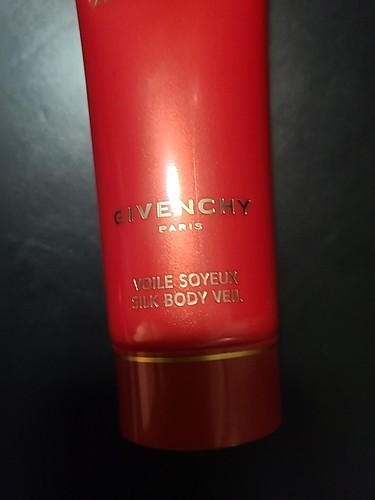 GIVENCHY
PARIS
VOILE SOYEUX
SILK BODY VEIL